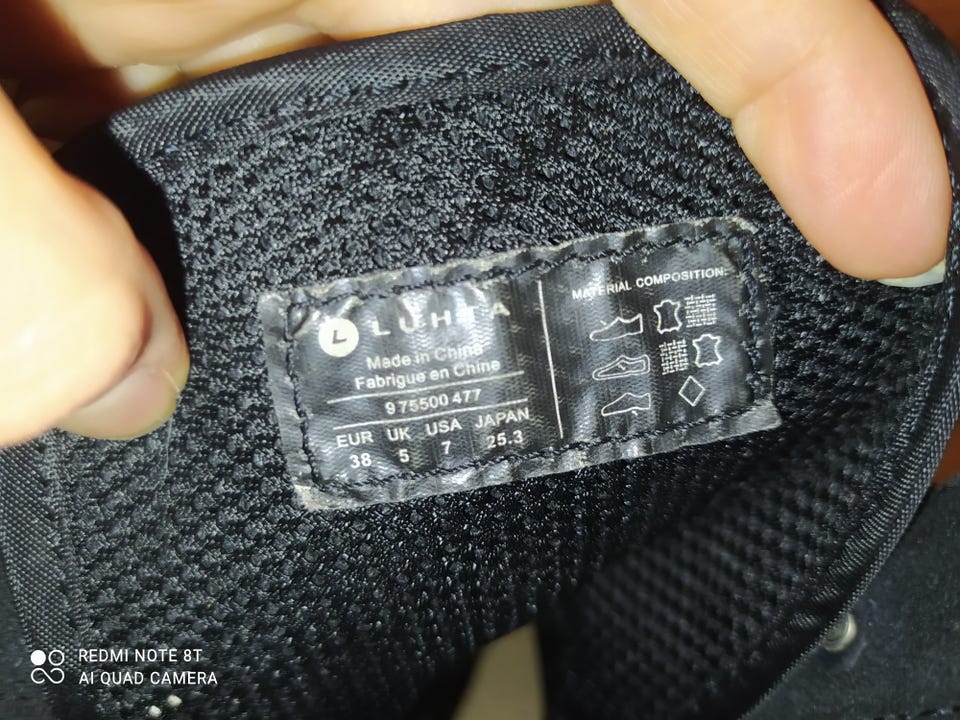 L LUHTA
Made in China
Fabrique en Chine
975500 477
EUR UK USA JAPAN
38 5 7 25.3
MATERIAL COMPOSITION:
REDMI NOTE 8T
AI QUAD CAMERA